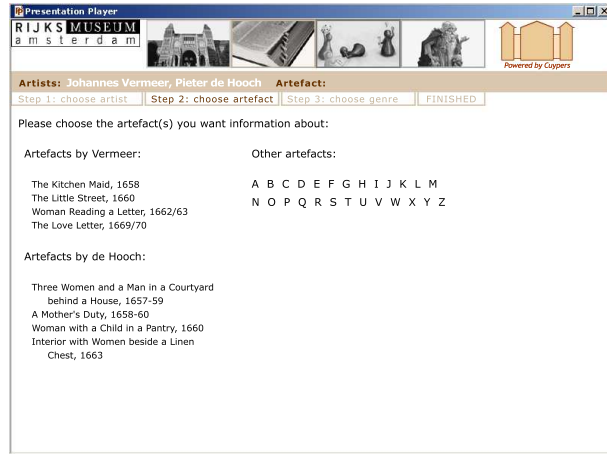 Presentation Player
RIJKS MUSEUM
amsterdam
Powered by Cuypers
Artists: Johannes Vermeer, Pieter de Hooch Artefact:
Step 1: choose artist Step 2: choose artefact Step 3: choose genre FINISHED
Please choose the artefact(s) you want information about:
Artefacts by Vermeer:
The Kitchen Maid, 1658
The Little Street, 1660
Woman Reading a Letter, 1662/63
The Love Letter, 1669/70
Artefacts by de Hooch:
Three Women and a Man in a Courtyard
behind a House, 1657-59
A Mother's Duty, 1658-60
Woman with a Child in a Pantry, 1660
Interior with Women beside a Linen
Chest, 1663
Other artefacts:
A B C D E F G H I J K L M
N O P Q R S T U V W X Y Z